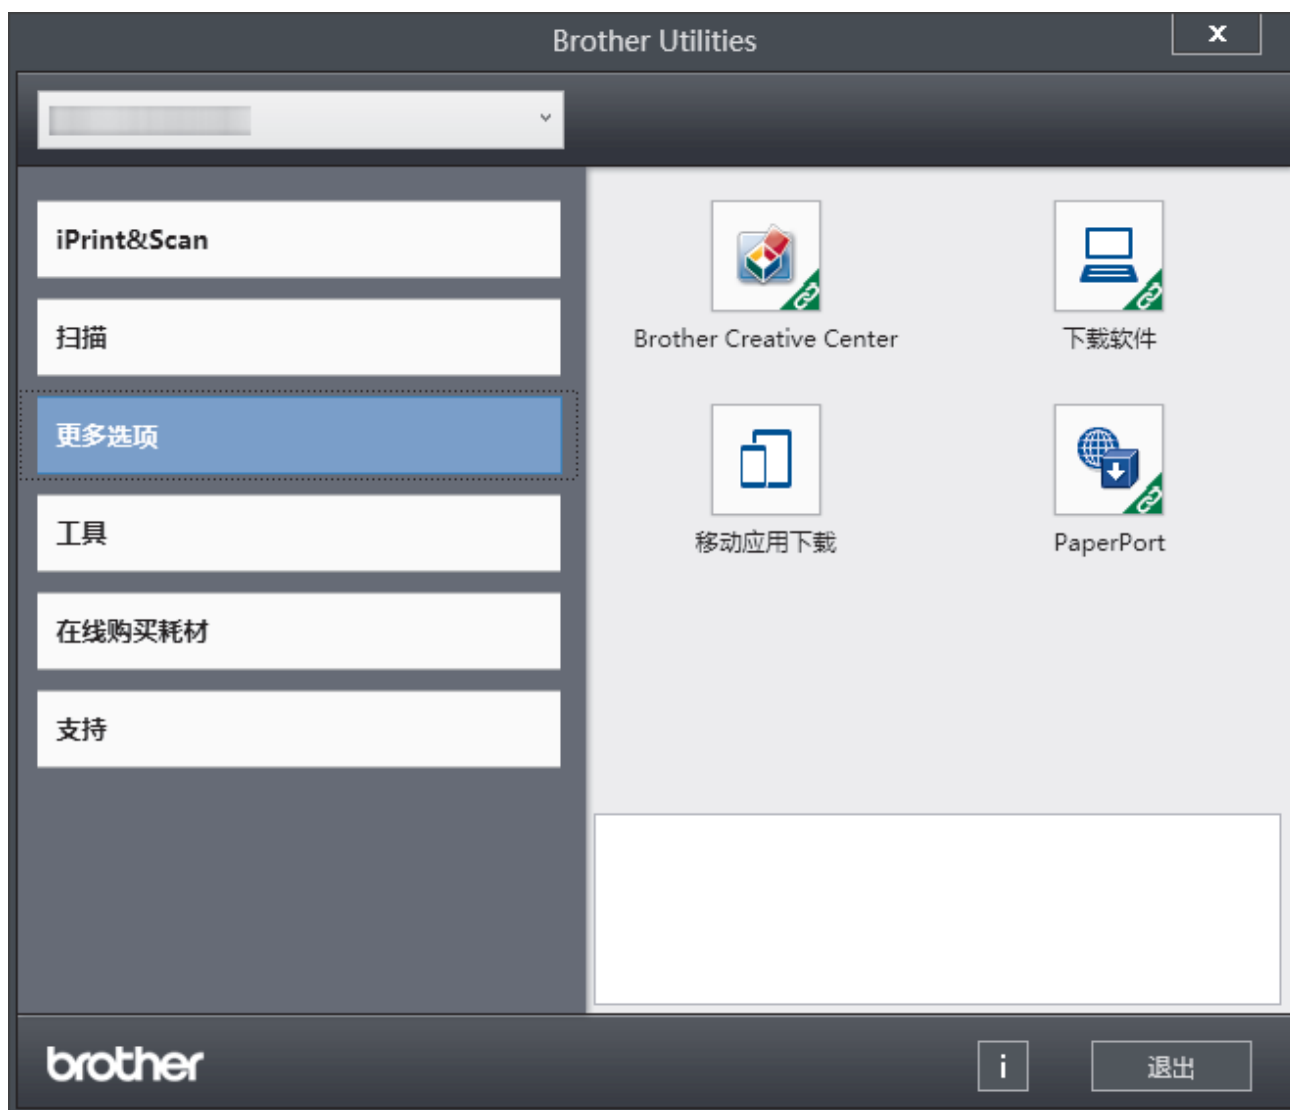 Brother Utilities
x
iPrint&Scan
扫描
更多选项
工具
在线购买耗材
支持
Brother Creative Center
下载软件
移动应用下载
PaperPort
brother
i
退出